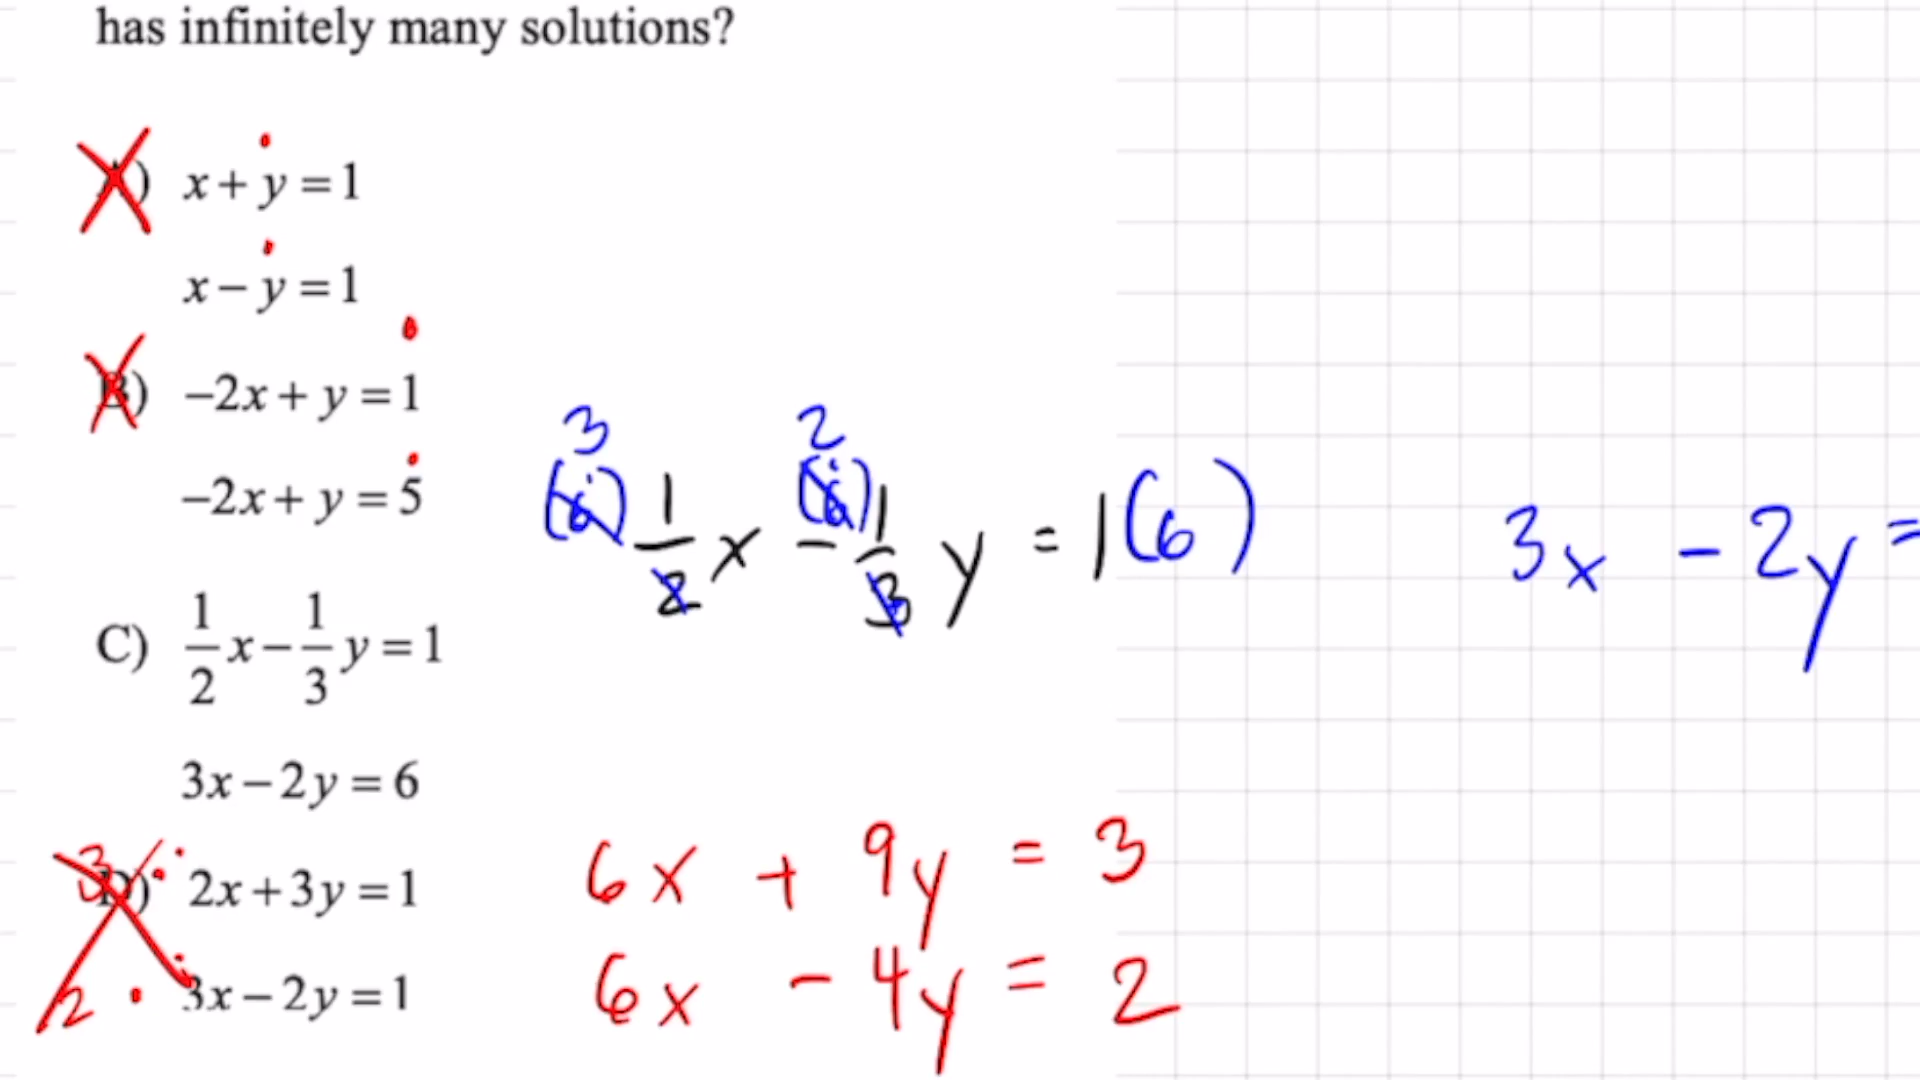 has infinitely many solutions?
A) x + y = 1
x − y = 1
B) −2x + y = 1
−2x + y = 5
3 2
(6) 1/2 x − (6) 1/3 y = 1(6)
3x − 2y =
C) 1/2 x − 1/3 y = 1
3x − 2y = 6
3 D) 2x + 3y = 1
6x + 9y = 3
2 3x − 2y = 1
6x − 4y = 2